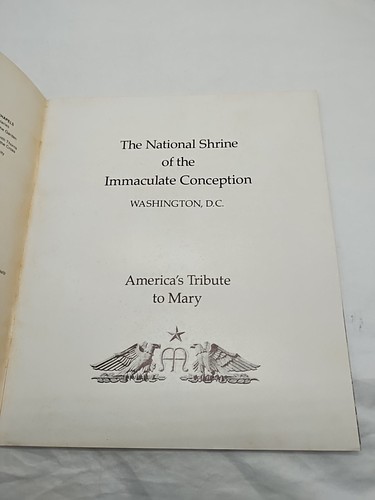 The National Shrine
of the
Immaculate Conception
WASHINGTON, D.C.
America's Tribute
to Mary